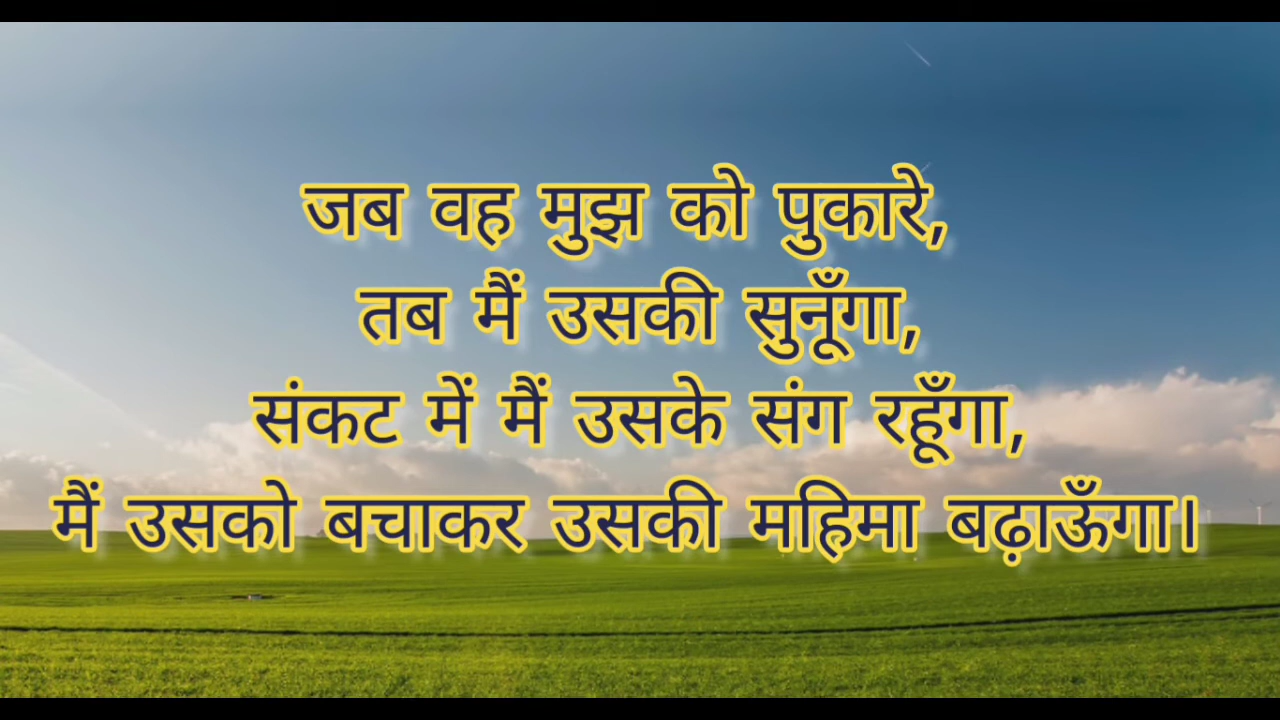 जब वह मुझ को पुकारे,
तब मैं उसकी सुनूँगा,
संकट में मैं उसके संग रहूँगा,
मैं उसको बचाकर उसकी महिमा बढ़ाऊँगा।